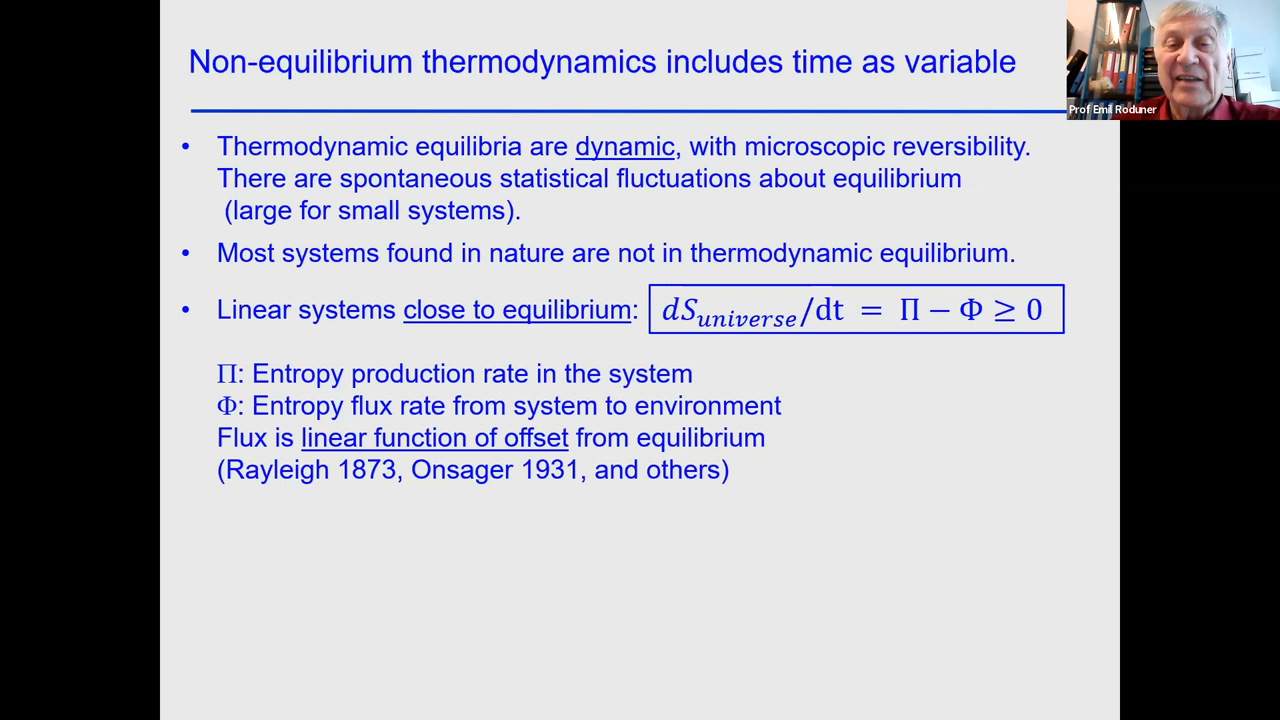 Non-equilibrium thermodynamics includes time as variable
Prof Emil Roduner
• Thermodynamic equilibria are dynamic, with microscopic reversibility.
There are spontaneous statistical fluctuations about equilibrium
(large for small systems).
• Most systems found in nature are not in thermodynamic equilibrium.
• Linear systems close to equilibrium: dS_universe/dt = Π − Φ ≥ 0
Π: Entropy production rate in the system
Φ: Entropy flux rate from system to environment
Flux is linear function of offset from equilibrium
(Rayleigh 1873, Onsager 1931, and others)